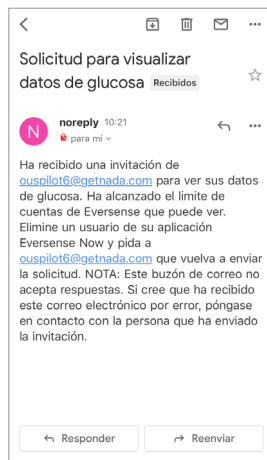 Solicitud para visualizar
datos de glucosa Recibidos
N
noreply 10:21
para mí
Ha recibido una invitación de
ouspilot6@getnada.com para ver sus datos
de glucosa. Ha alcanzado el limite de
cuentas de Eversense que puede ver.
Elimine un usuario de su aplicación
Eversense Now y pida a
ouspilot6@getnada.com que vuelva a enviar
la solicitud. NOTA: Este buzón de correo no
acepta respuestas. Si cree que ha recibido
este correo electrónico por error, póngase
en contacto con la persona que ha enviado
la invitación.
Responder
Reenviar